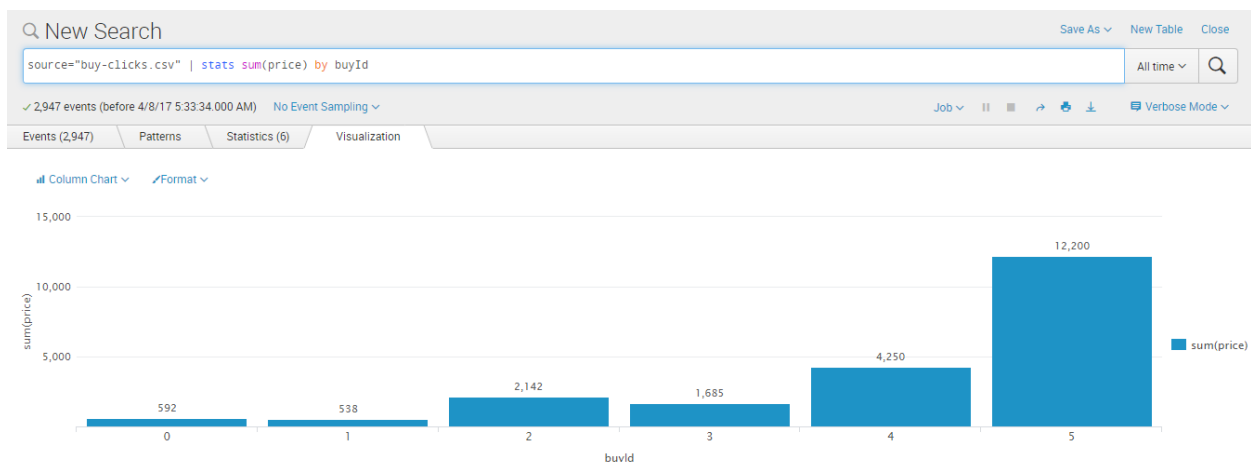 New Search
Save As New Table Close
source="buy-clicks.csv" | stats sum(price) by buyId
All time
2,947 events (before 4/8/17 5:33:34.000 AM) No Event Sampling
Job Verbose Mode
Events (2,947) Patterns Statistics (6) Visualization
Column Chart Format
15,000
12,200
10,000
sum(price)
5,000
4,250
sum(price)
2,142
1,685
592
538
0 1 2 3 4 5
buyId